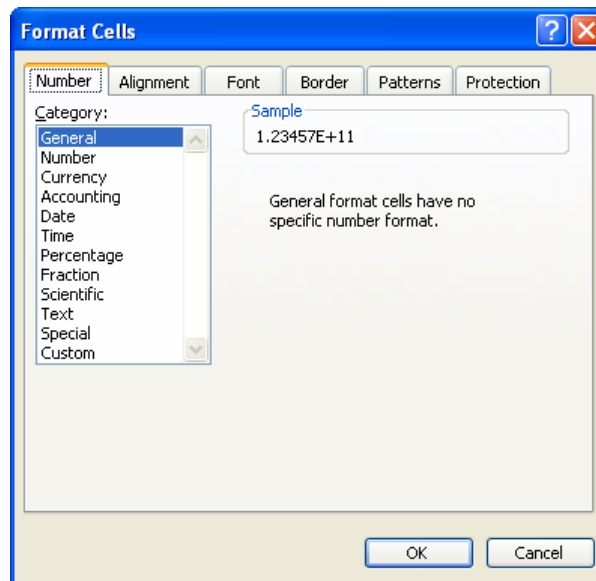 Format Cells
?
Number Alignment Font Border Patterns Protection
Category:
General
Number
Currency
Accounting
Date
Time
Percentage
Fraction
Scientific
Text
Special
Custom
Sample
1.23457E+11
General format cells have no
specific number format.
OK Cancel